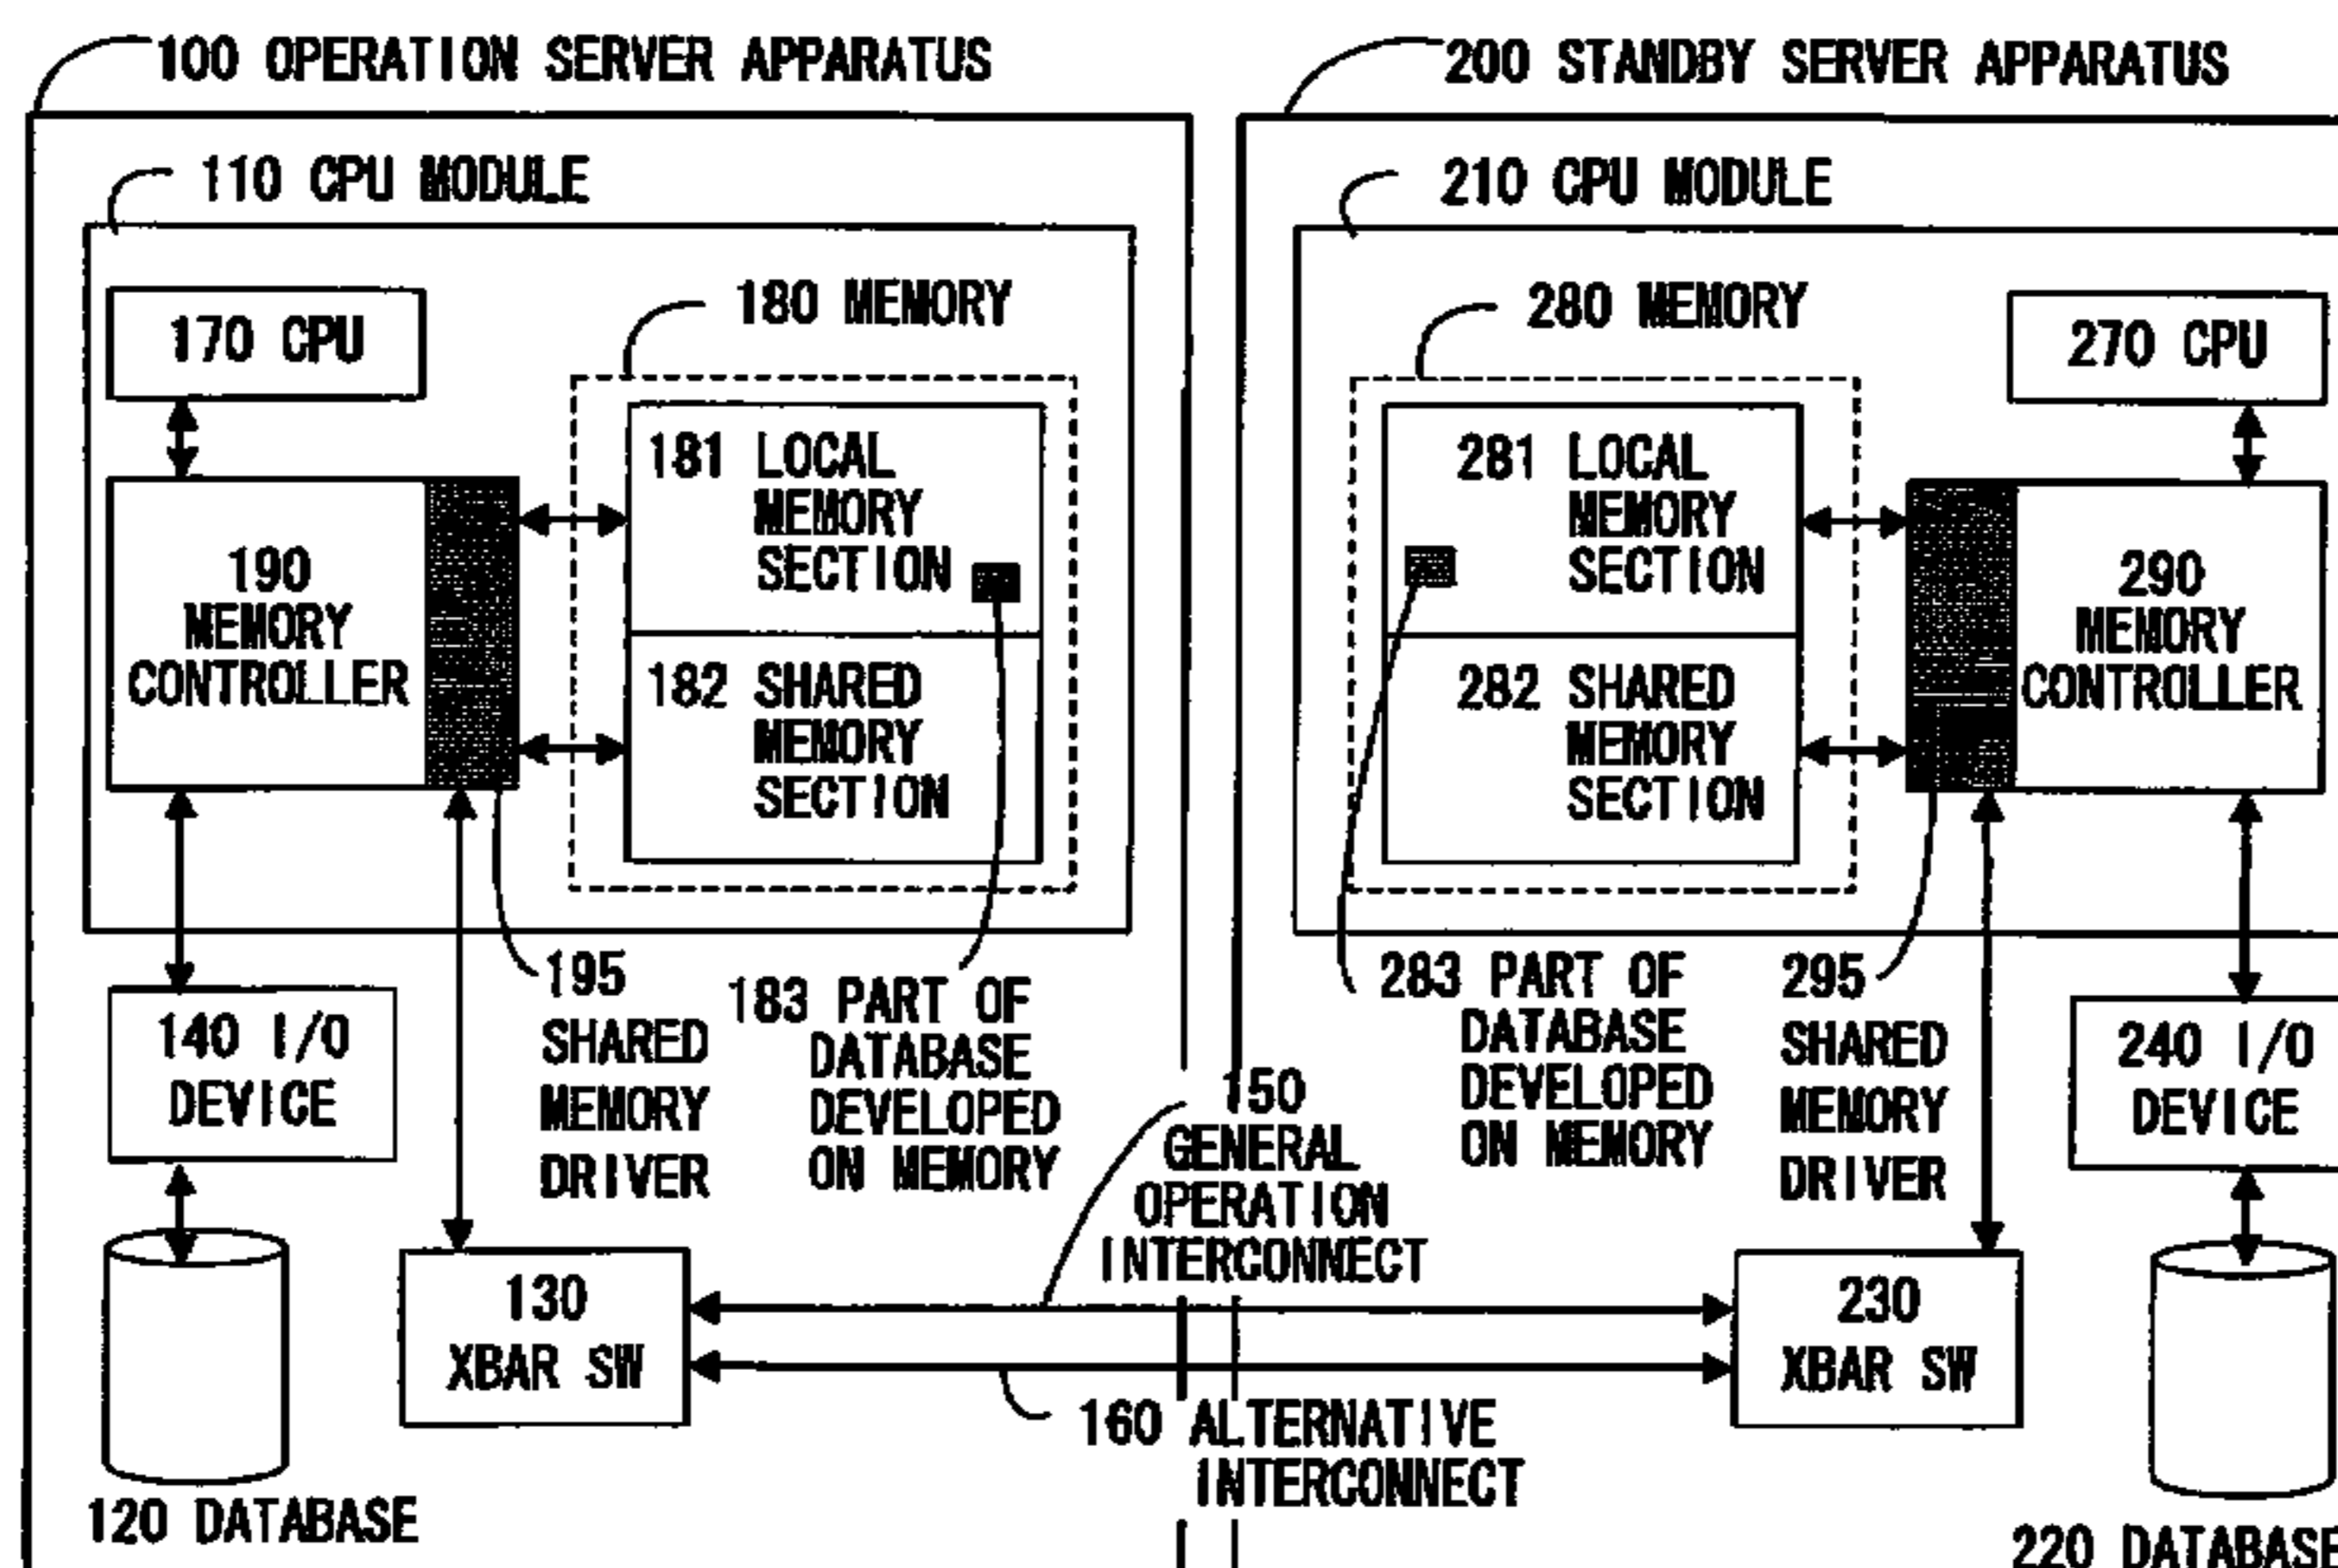 100 OPERATION SERVER APPARATUS
200 STANDBY SERVER APPARATUS
110 CPU MODULE
210 CPU MODULE
170 CPU
180 MEMORY
280 MEMORY
270 CPU
181 LOCAL
MEMORY
SECTION
281 LOCAL
MEMORY
SECTION
190
MEMORY
CONTROLLER
290
MEMORY
CONTROLLER
182 SHARED
MEMORY
SECTION
282 SHARED
MEMORY
SECTION
195
SHARED
MEMORY
DRIVER
183 PART OF
DATABASE
DEVELOPED
ON MEMORY
283 PART OF
DATABASE
DEVELOPED
ON MEMORY
295
SHARED
MEMORY
DRIVER
140 I/O
DEVICE
240 I/O
DEVICE
150
GENERAL
OPERATION
INTERCONNECT
130
XBAR SW
230
XBAR SW
160 ALTERNATIVE
INTERCONNECT
120 DATABASE
220 DATABASE